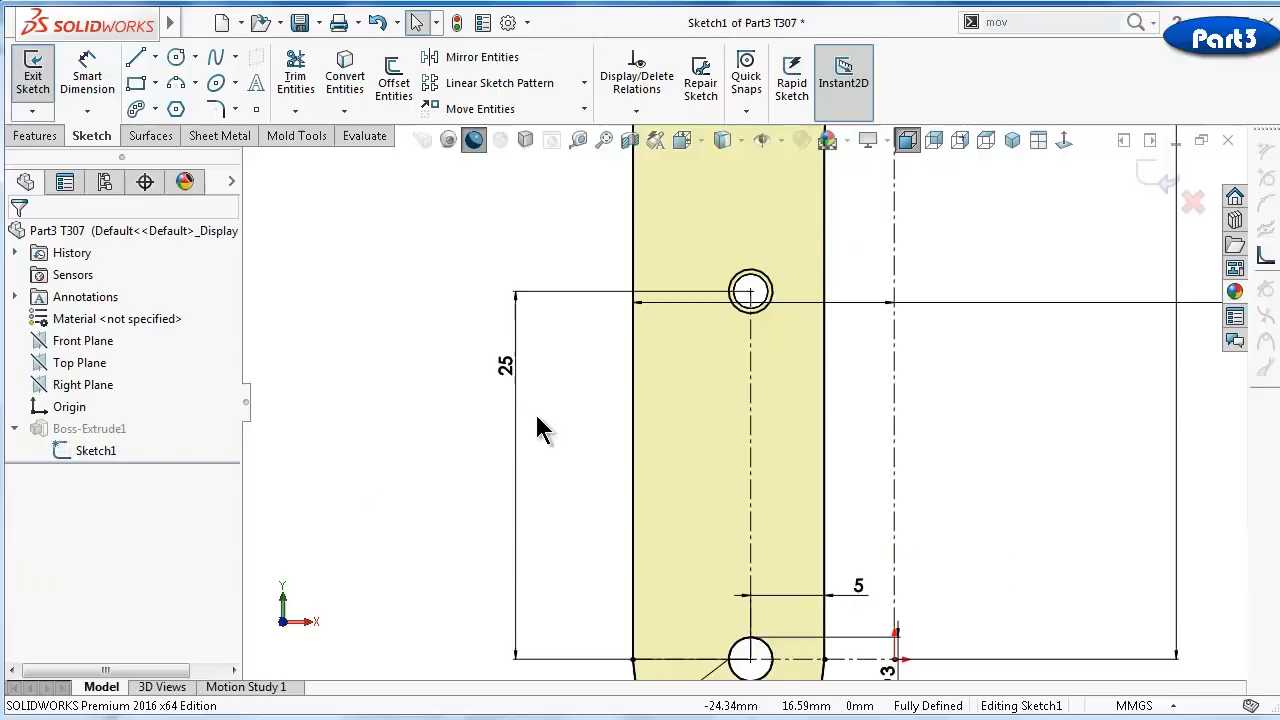 SOLIDWORKS
Sketch1 of Part3 T307 *
mov
?
Part3
Exit Sketch
Smart Dimension
Trim Entities
Convert Entities
Offset Entities
Mirror Entities
Linear Sketch Pattern
Move Entities
Display/Delete Relations
Repair Sketch
Quick Snaps
Rapid Sketch
Instant2D
Features
Sketch
Surfaces
Sheet Metal
Mold Tools
Evaluate
Part3 T307 (Default<<Default>_Display
History
Sensors
Annotations
Material <not specified>
Front Plane
Top Plane
Right Plane
Origin
Boss-Extrude1
Sketch1
25
5
3
Y
X
Model
3D Views
Motion Study 1
SOLIDWORKS Premium 2016 x64 Edition
-24.34mm
16.59mm
0mm
Fully Defined
Editing Sketch1
MMGS